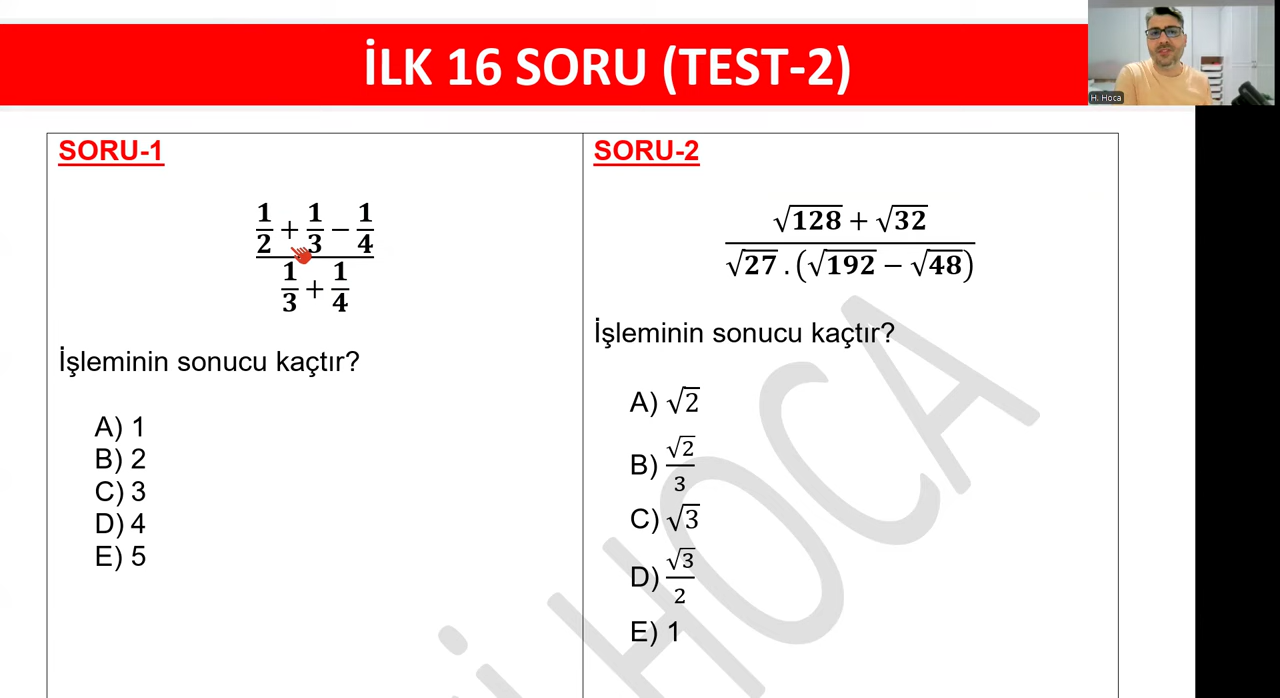 İLK 16 SORU (TEST-2)
H. Hoca
SORU-1
1/2 + 1/3 − 1/4
1/3 + 1/4
İşleminin sonucu kaçtır?
A) 1
B) 2
C) 3
D) 4
E) 5
SORU-2
√128 + √32
√27 . (√192 − √48)
İşleminin sonucu kaçtır?
A) √2
B) √2/3
C) √3
D) √3/2
E) 1
HOCA